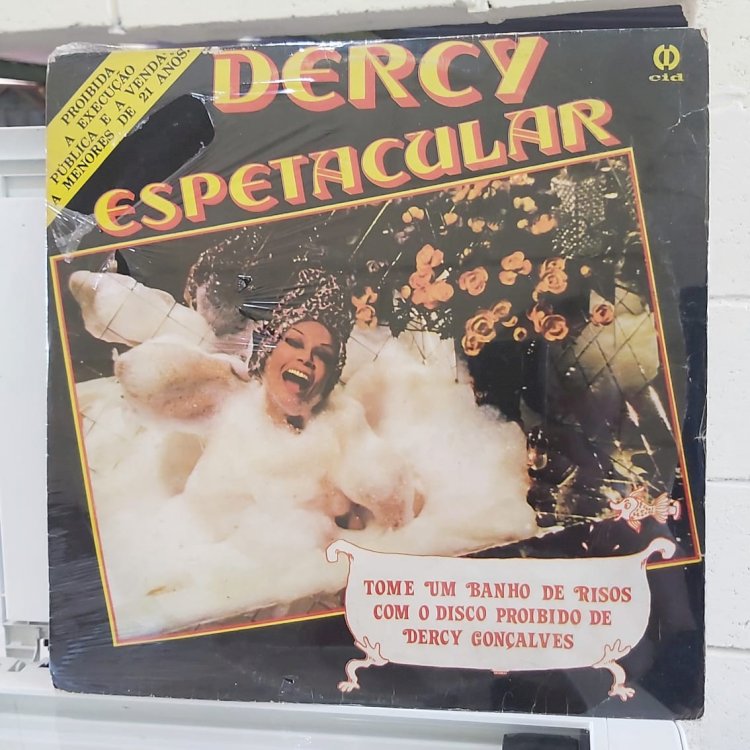 PROIBIDA
A EXECUÇÃO
PÚBLICA E A VENDA
A MENORES DE 21 ANOS.
DERCY
ESPETACULAR
cid
TOME UM BANHO DE RISOS
COM O DISCO PROIBIDO DE
DERCY GONÇALVES